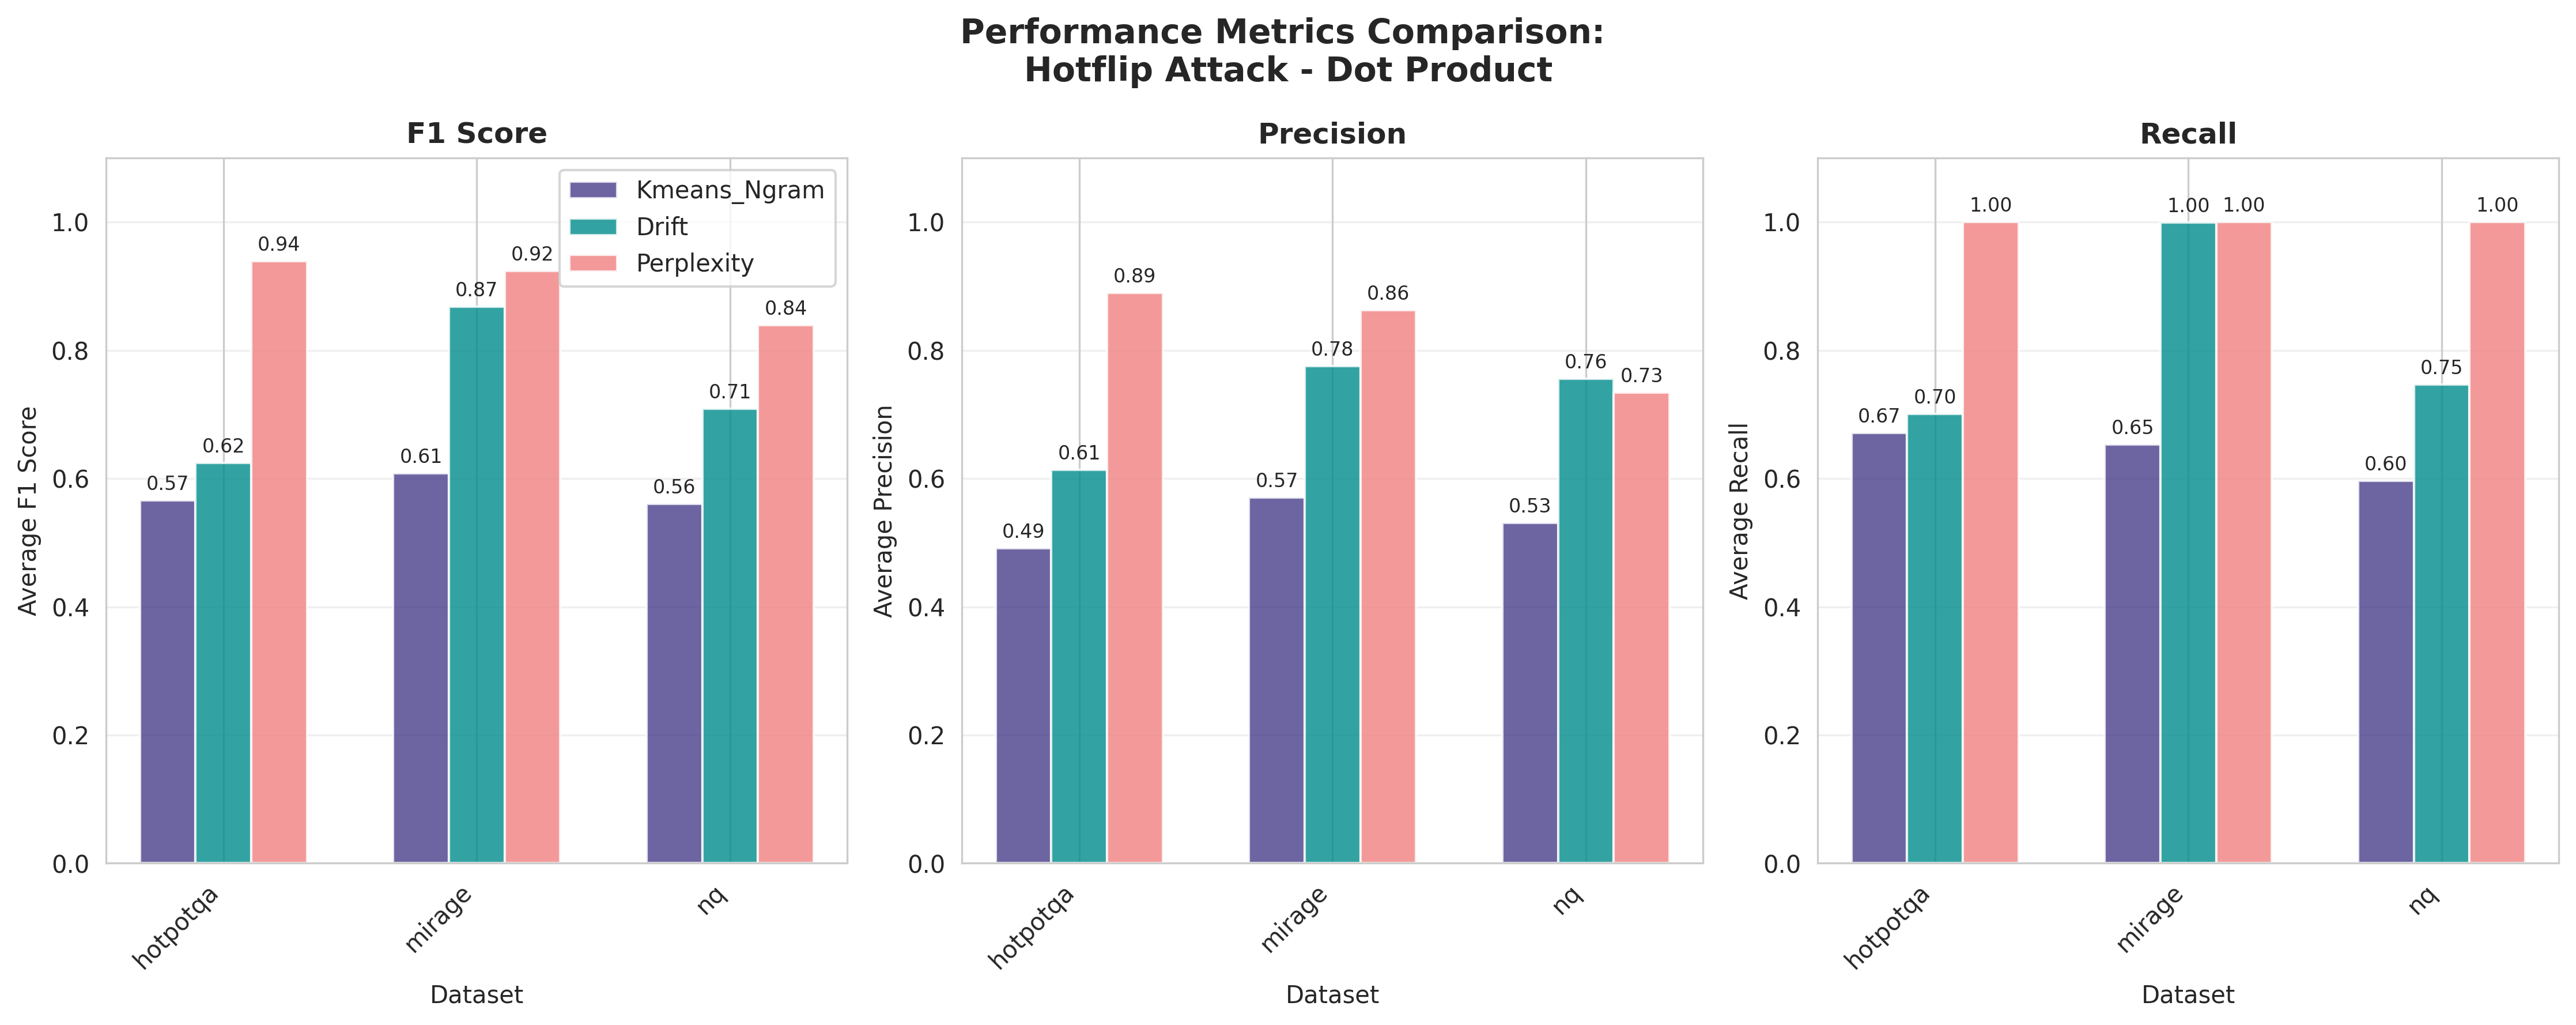 Performance Metrics Comparison:
Hotflip Attack - Dot Product
F1 Score
Average F1 Score
1.0
0.8
0.6
0.4
0.2
0.0
Kmeans_Ngram
Drift
Perplexity
0.57
0.62
0.94
0.61
0.87
0.92
0.56
0.71
0.84
hotpotqa
mirage
nq
Dataset
Precision
Average Precision
1.0
0.8
0.6
0.4
0.2
0.0
0.49
0.61
0.89
0.57
0.78
0.86
0.53
0.76
0.73
hotpotqa
mirage
nq
Dataset
Recall
Average Recall
1.0
0.8
0.6
0.4
0.2
0.0
0.67
0.70
1.00
0.65
1.00
1.00
0.60
0.75
1.00
hotpotqa
mirage
nq
Dataset